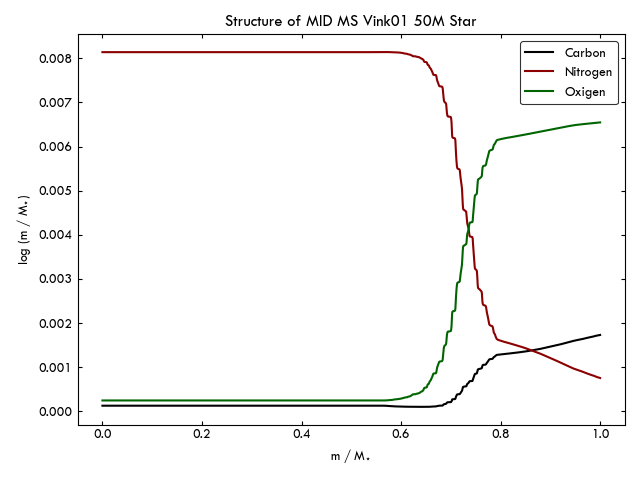 Structure of MID MS Vink01 50M Star
Carbon
Nitrogen
Oxigen
log (m / M⋆)
0.008
0.007
0.006
0.005
0.004
0.003
0.002
0.001
0.000
0.0 0.2 0.4 0.6 0.8 1.0
m / M⋆